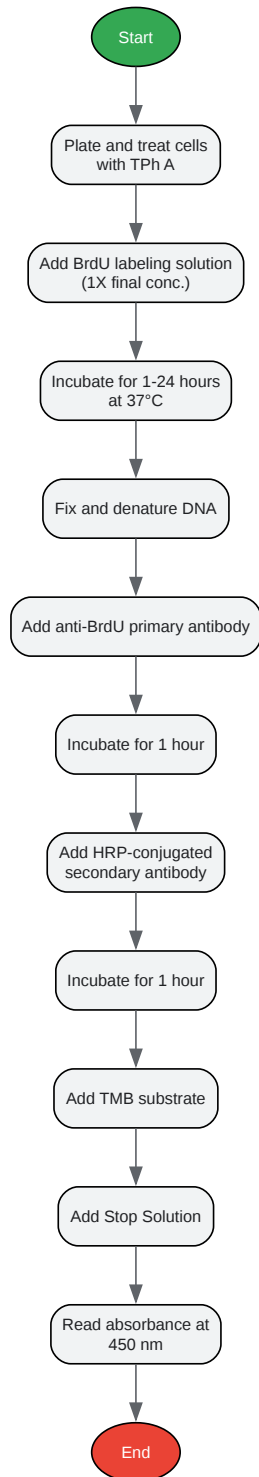 Start
Plate and treat cells
with TPh A
Add BrdU labeling solution
(1X final conc.)
Incubate for 1-24 hours
at 37°C
Fix and denature DNA
Add anti-BrdU primary antibody
Incubate for 1 hour
Add HRP-conjugated
secondary antibody
Incubate for 1 hour
Add TMB substrate
Add Stop Solution
Read absorbance at
450 nm
End